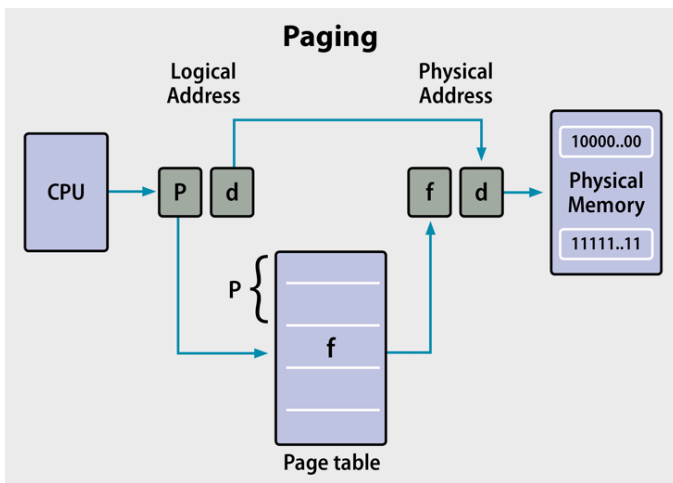 Paging
Logical
Address
Physical
Address
CPU
P
d
f
d
10000..00
Physical
Memory
11111..11
P
f
Page table